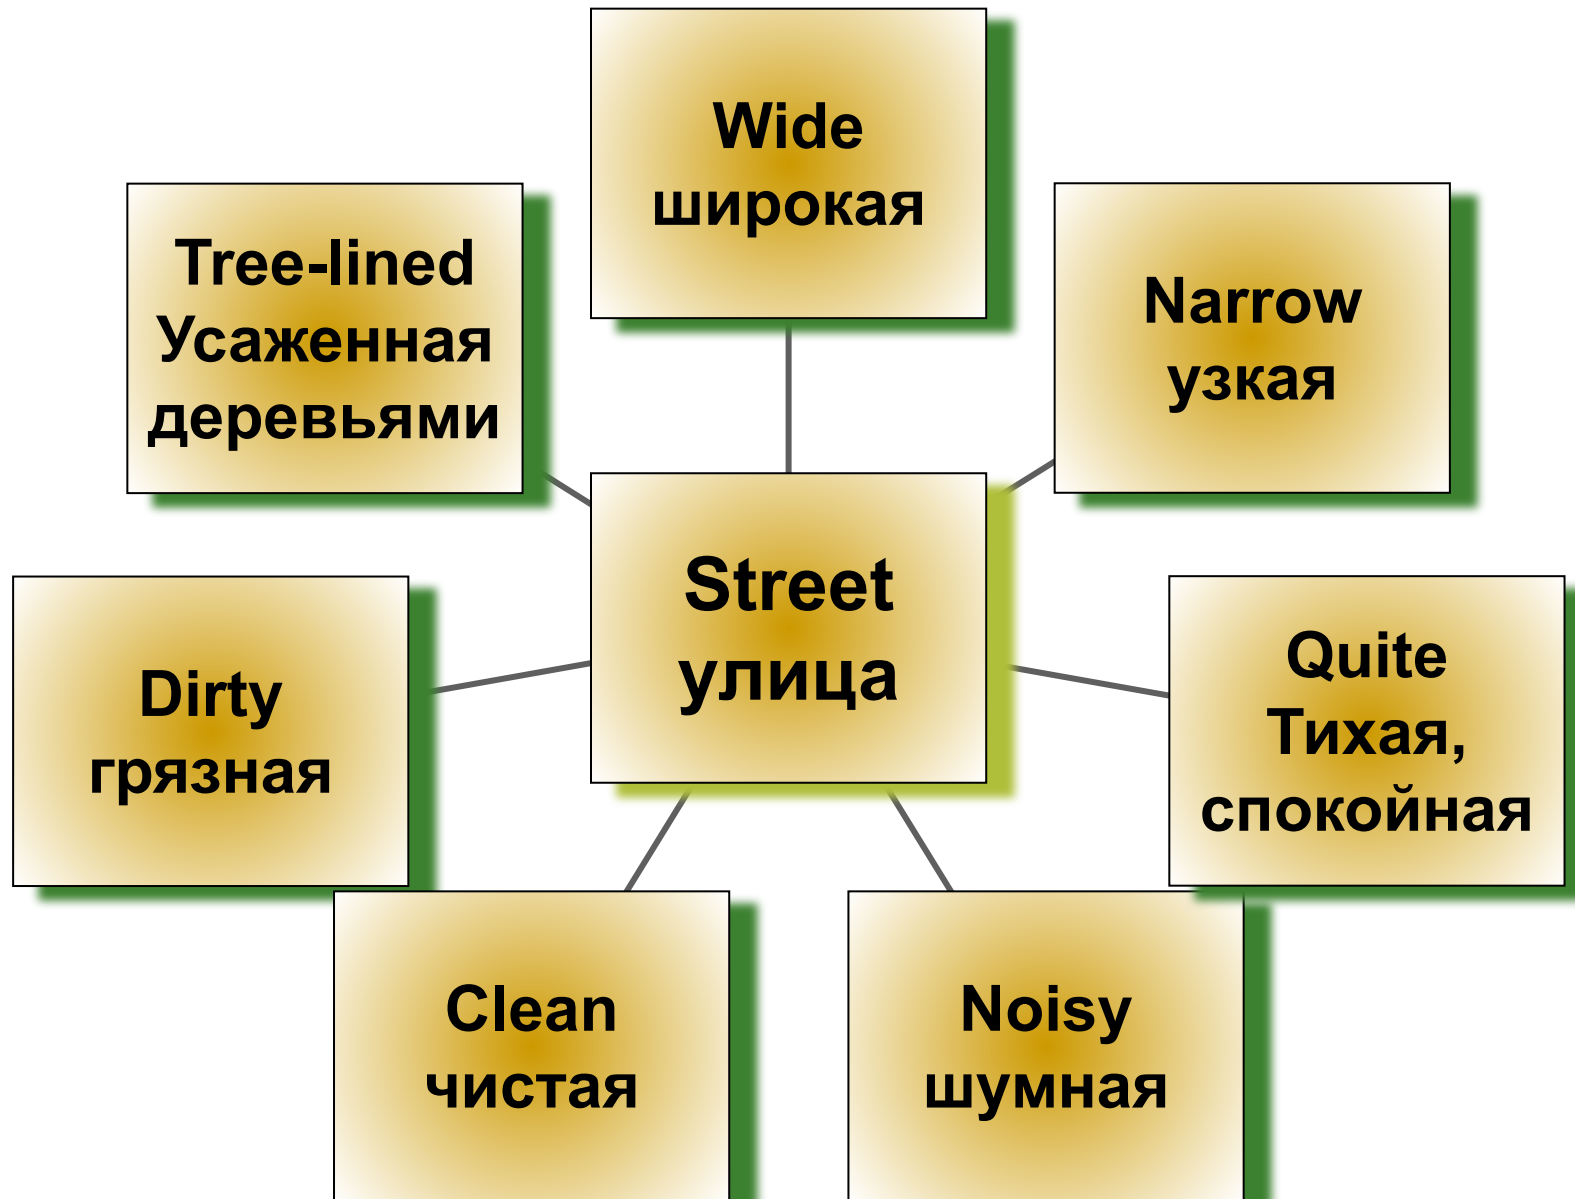 Wide
широкая
Tree-lined
Усаженная
деревьями
Narrow
узкая
Street
улица
Dirty
грязная
Quite
Тихая,
спокойная
Clean
чистая
Noisy
шумная